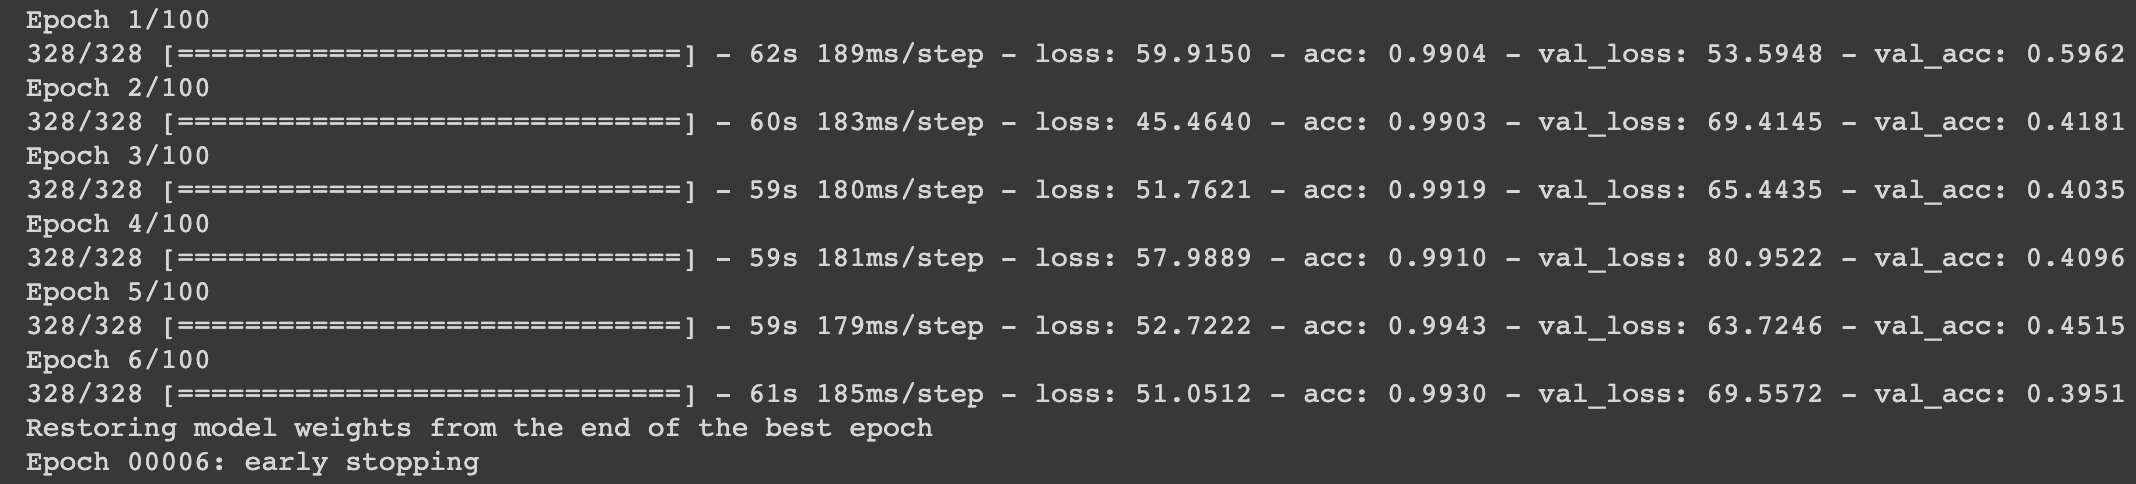 Epoch 1/100
328/328 [==============================] - 62s 189ms/step - loss: 59.9150 - acc: 0.9904 - val_loss: 53.5948 - val_acc: 0.5962
Epoch 2/100
328/328 [==============================] - 60s 183ms/step - loss: 45.4640 - acc: 0.9903 - val_loss: 69.4145 - val_acc: 0.4181
Epoch 3/100
328/328 [==============================] - 59s 180ms/step - loss: 51.7621 - acc: 0.9919 - val_loss: 65.4435 - val_acc: 0.4035
Epoch 4/100
328/328 [==============================] - 59s 181ms/step - loss: 57.9889 - acc: 0.9910 - val_loss: 80.9522 - val_acc: 0.4096
Epoch 5/100
328/328 [==============================] - 59s 179ms/step - loss: 52.7222 - acc: 0.9943 - val_loss: 63.7246 - val_acc: 0.4515
Epoch 6/100
328/328 [==============================] - 61s 185ms/step - loss: 51.0512 - acc: 0.9930 - val_loss: 69.5572 - val_acc: 0.3951
Restoring model weights from the end of the best epoch
Epoch 00006: early stopping